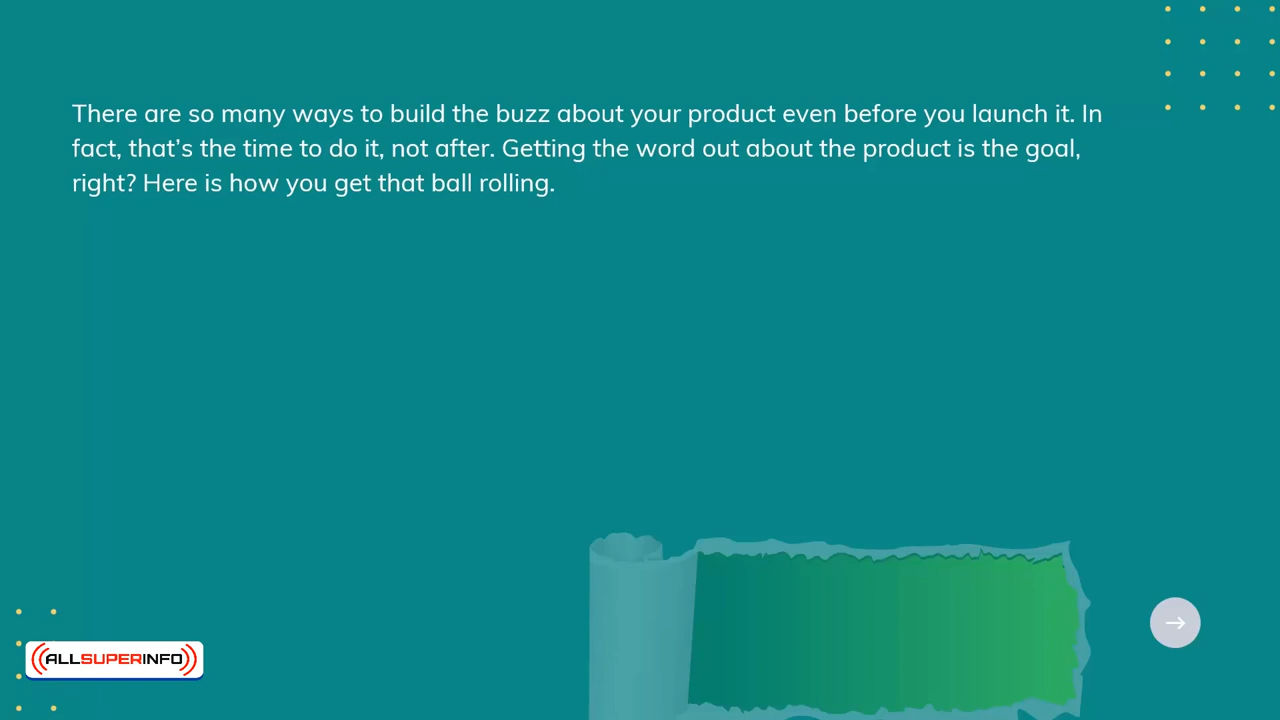 There are so many ways to build the buzz about your product even before you launch it. In
fact, that's the time to do it, not after. Getting the word out about the product is the goal,
right? Here is how you get that ball rolling.
ALLSUPERINFO